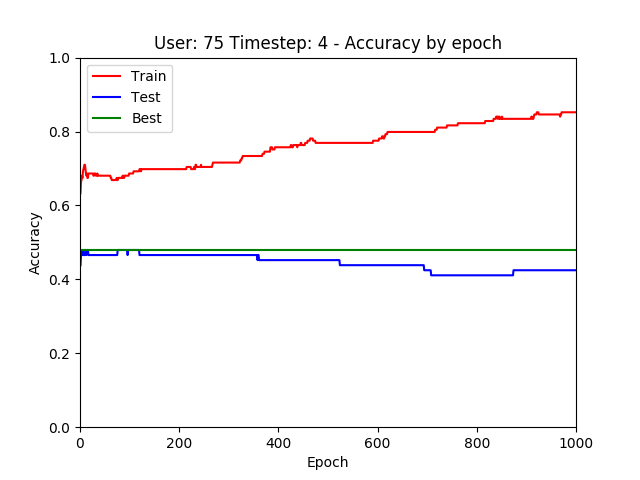 User: 75 Timestep: 4 - Accuracy by epoch
1.0
0.8
0.6
0.4
0.2
0.0
Accuracy
Train
Test
Best
0 200 400 600 800 1000
Epoch